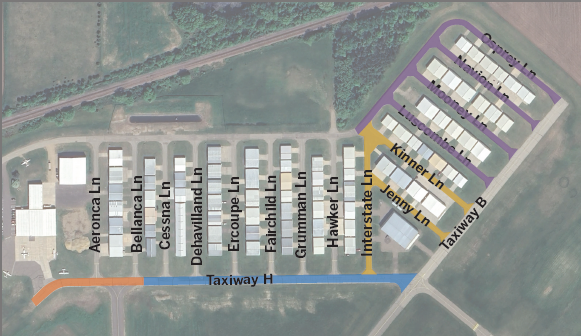 Osprey Ln
Navion Ln
Mooney Ln
Luscombe Ln
Kinner Ln
Jenny Ln
Taxiway B
Aeronca Ln
Bellanca Ln
Cessna Ln
Dehavilland Ln
Ercoupe Ln
Fairchild Ln
Grumman Ln
Hawker Ln
Interstate Ln
Taxiway H